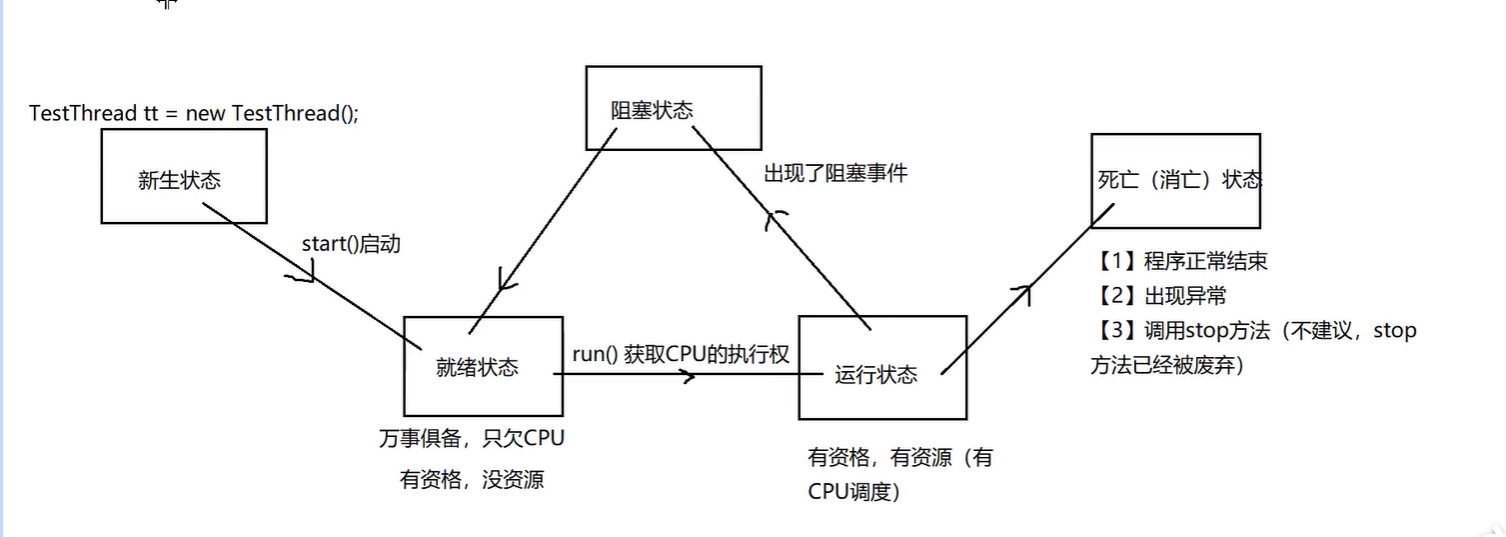 TestThread tt = new TestThread();
新生状态
start()启动
阻塞状态
出现了阻塞事件
就绪状态
万事俱备，只欠CPU
有资格，没资源
run() 获取CPU的执行权
运行状态
有资格，有资源（有
CPU调度）
死亡（消亡）状态
【1】程序正常结束
【2】出现异常
【3】调用stop方法（不建议，stop
方法已经被废弃）